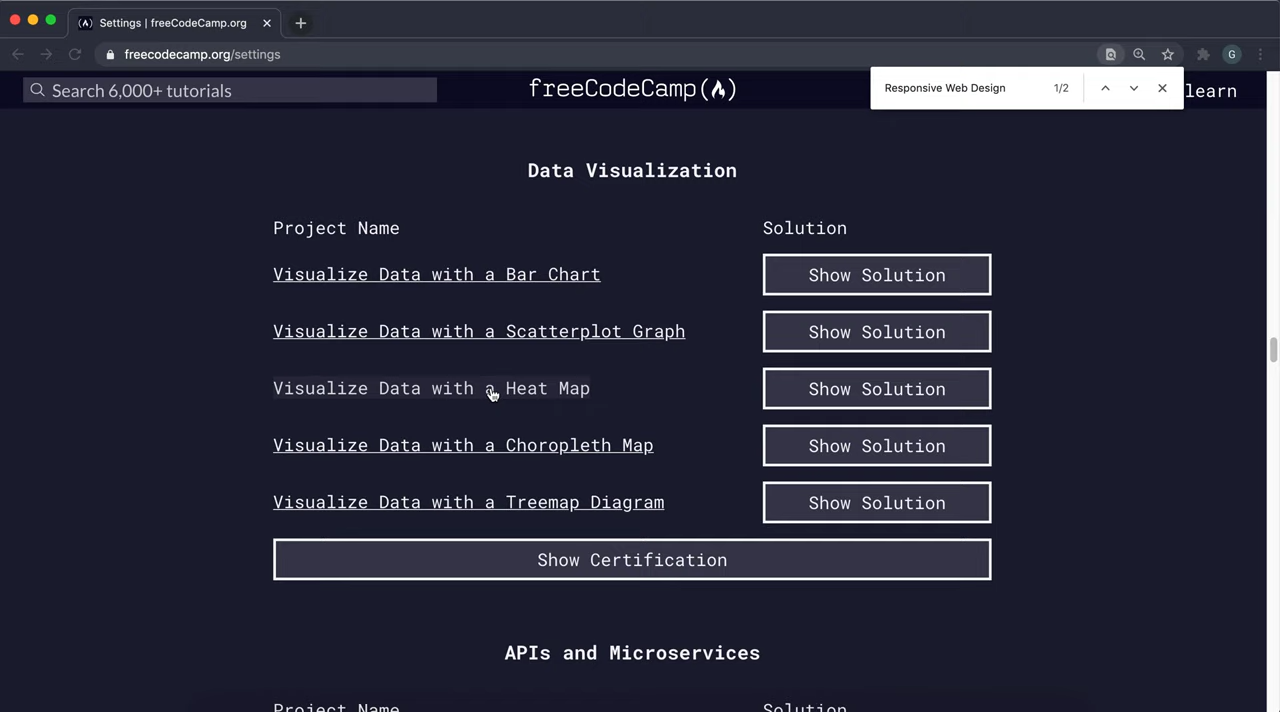 Settings | freeCodeCamp.org
freecodecamp.org/settings
G
Search 6,000+ tutorials
freeCodeCamp
Responsive Web Design 1/2
learn
Data Visualization
Project Name Solution
Visualize Data with a Bar Chart Show Solution
Visualize Data with a Scatterplot Graph Show Solution
Visualize Data with a Heat Map Show Solution
Visualize Data with a Choropleth Map Show Solution
Visualize Data with a Treemap Diagram Show Solution
Show Certification
APIs and Microservices
Project Name Solution